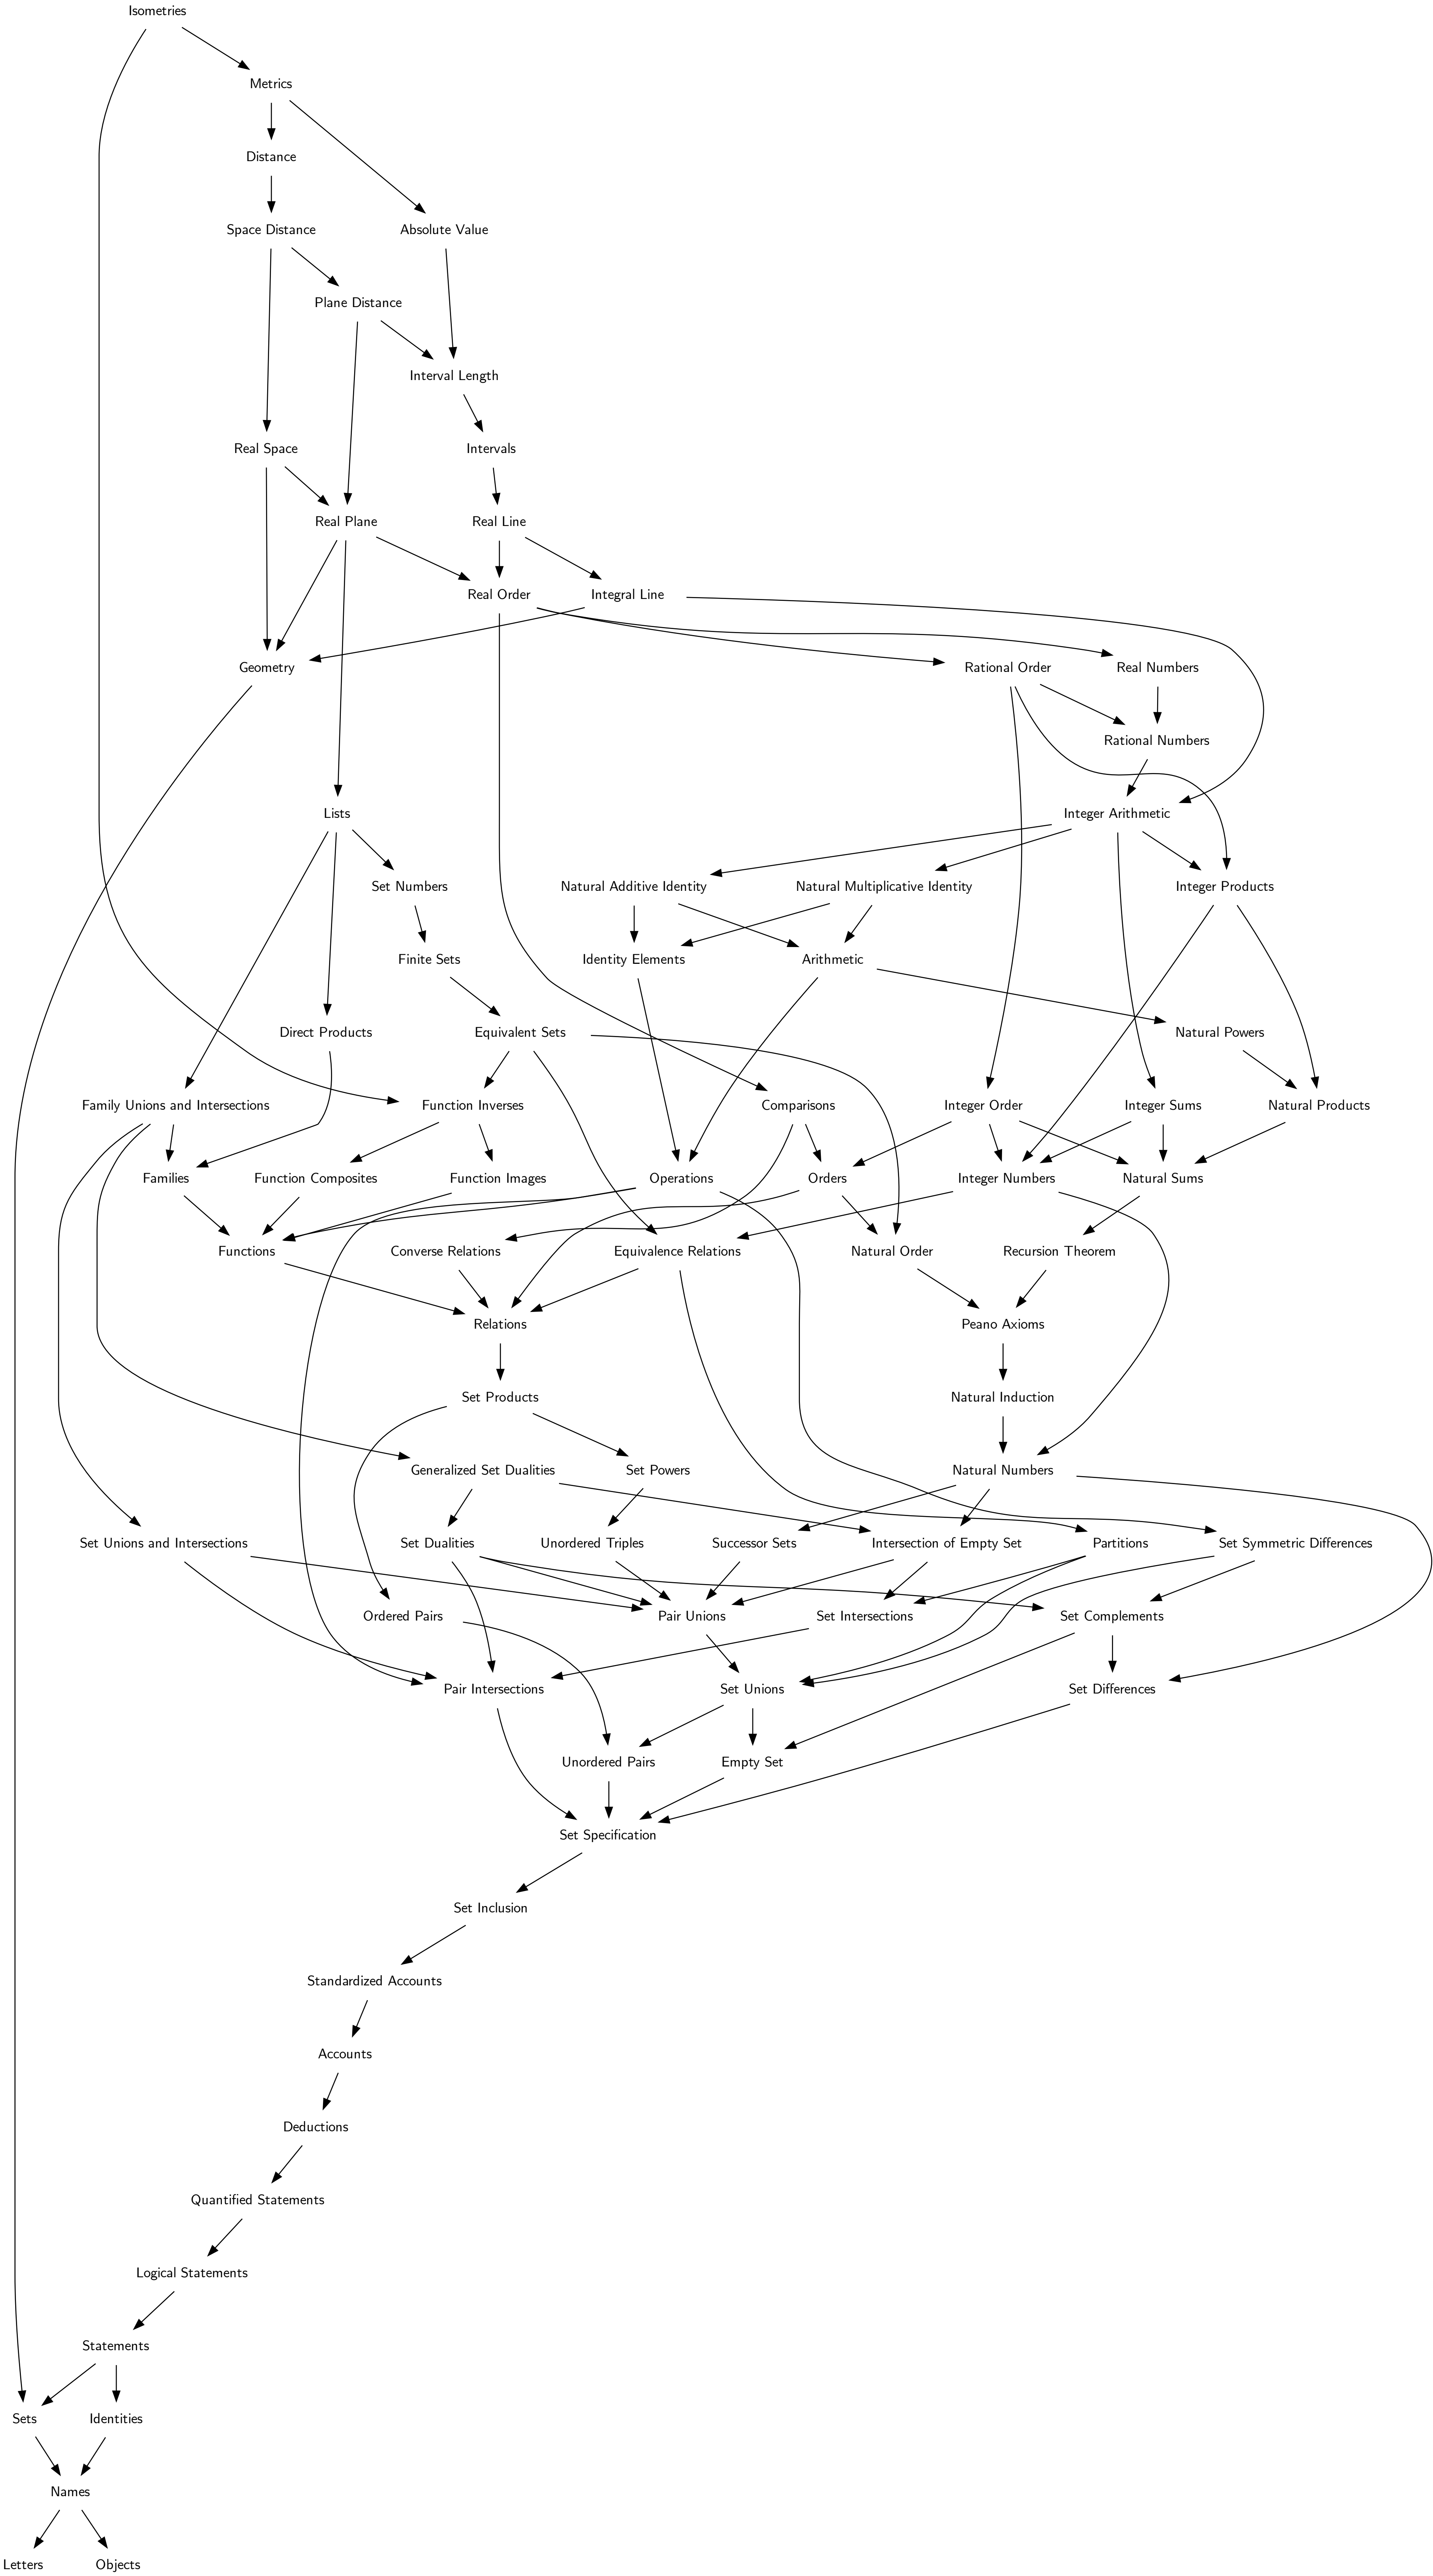 Isometries
Metrics
Distance
Space Distance
Absolute Value
Plane Distance
Interval Length
Real Space
Intervals
Real Plane
Real Line
Real Order
Integral Line
Geometry
Rational Order
Real Numbers
Rational Numbers
Lists
Integer Arithmetic
Set Numbers
Natural Additive Identity
Natural Multiplicative Identity
Integer Products
Finite Sets
Identity Elements
Arithmetic
Direct Products
Equivalent Sets
Natural Powers
Family Unions and Intersections
Function Inverses
Comparisons
Integer Order
Integer Sums
Natural Products
Families
Function Composites
Function Images
Operations
Orders
Integer Numbers
Natural Sums
Functions
Converse Relations
Equivalence Relations
Natural Order
Recursion Theorem
Relations
Peano Axioms
Set Products
Natural Induction
Generalized Set Dualities
Set Powers
Natural Numbers
Set Unions and Intersections
Set Dualities
Unordered Triples
Successor Sets
Intersection of Empty Set
Partitions
Set Symmetric Differences
Ordered Pairs
Pair Unions
Set Intersections
Set Complements
Pair Intersections
Set Unions
Set Differences
Unordered Pairs
Empty Set
Set Specification
Set Inclusion
Standardized Accounts
Accounts
Deductions
Quantified Statements
Logical Statements
Statements
Sets
Identities
Names
Letters
Objects